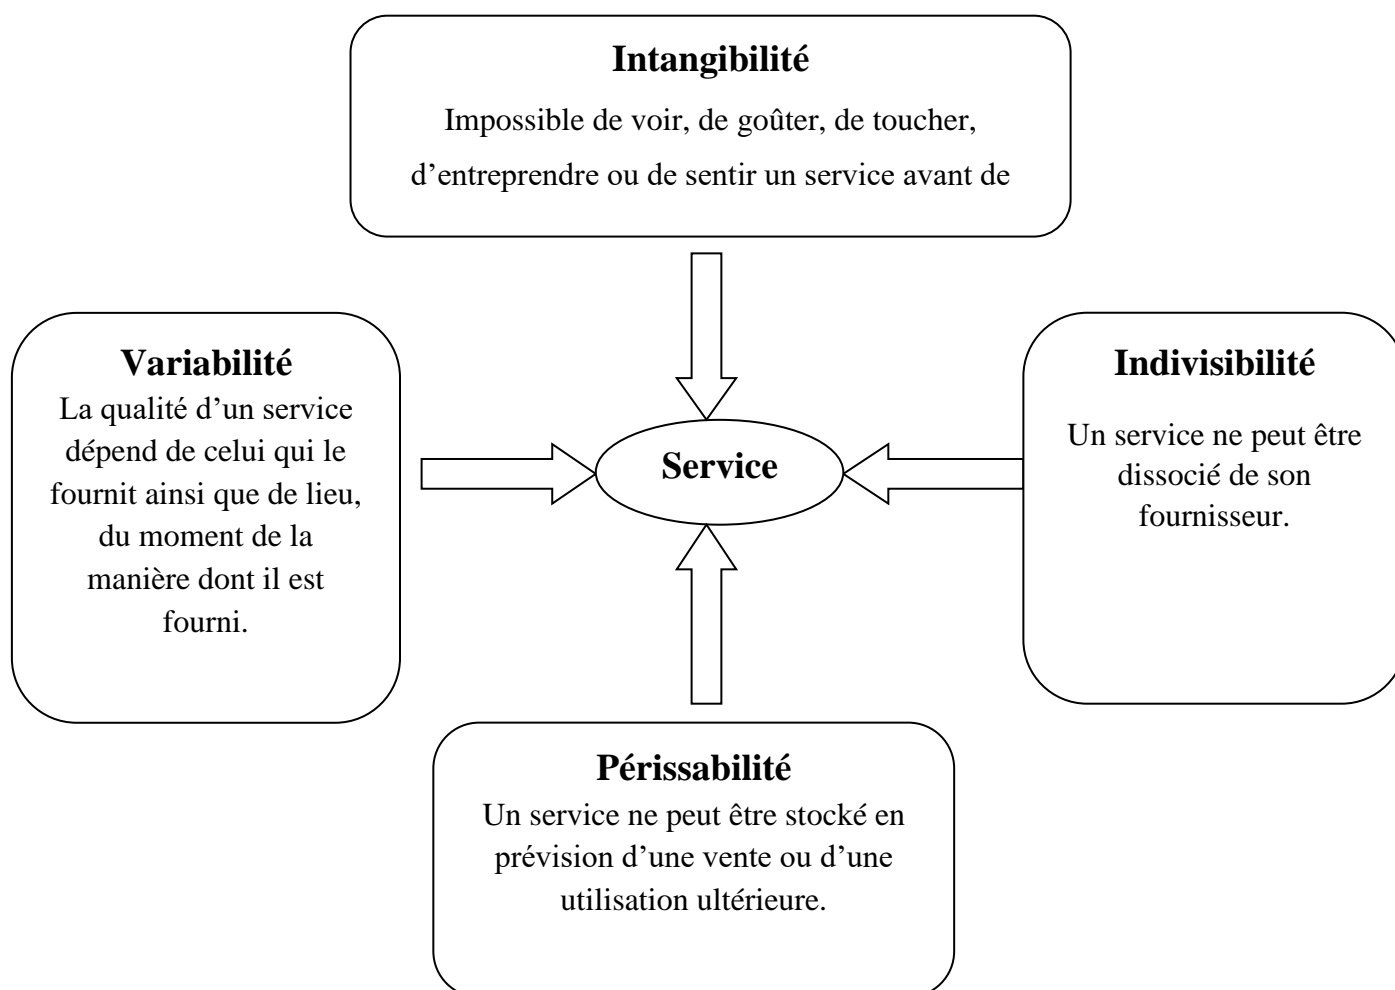 Intangibilité
Impossible de voir, de goûter, de toucher,
d’entreprendre ou de sentir un service avant de
Variabilité
La qualité d’un service
dépend de celui qui le
fournit ainsi que de lieu,
du moment de la
manière dont il est
fourni.
Service
Indivisibilité
Un service ne peut être
dissocié de son
fournisseur.
Périssabilité
Un service ne peut être stocké en
prévision d’une vente ou d’une
utilisation ultérieure.